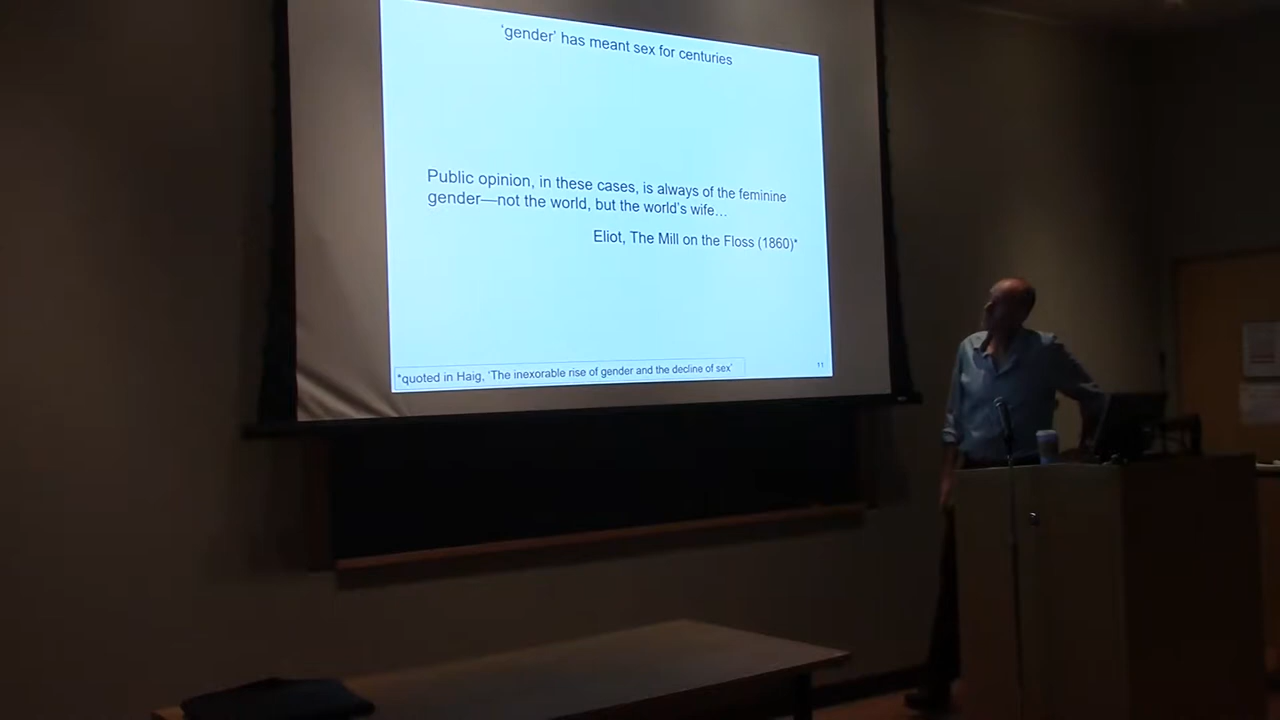 ‘gender’ has meant sex for centuries
Public opinion, in these cases, is always of the feminine
gender—not the world, but the world’s wife…
Eliot, The Mill on the Floss (1860)*
*quoted in Haig, ‘The inexorable rise of gender and the decline of sex’
11